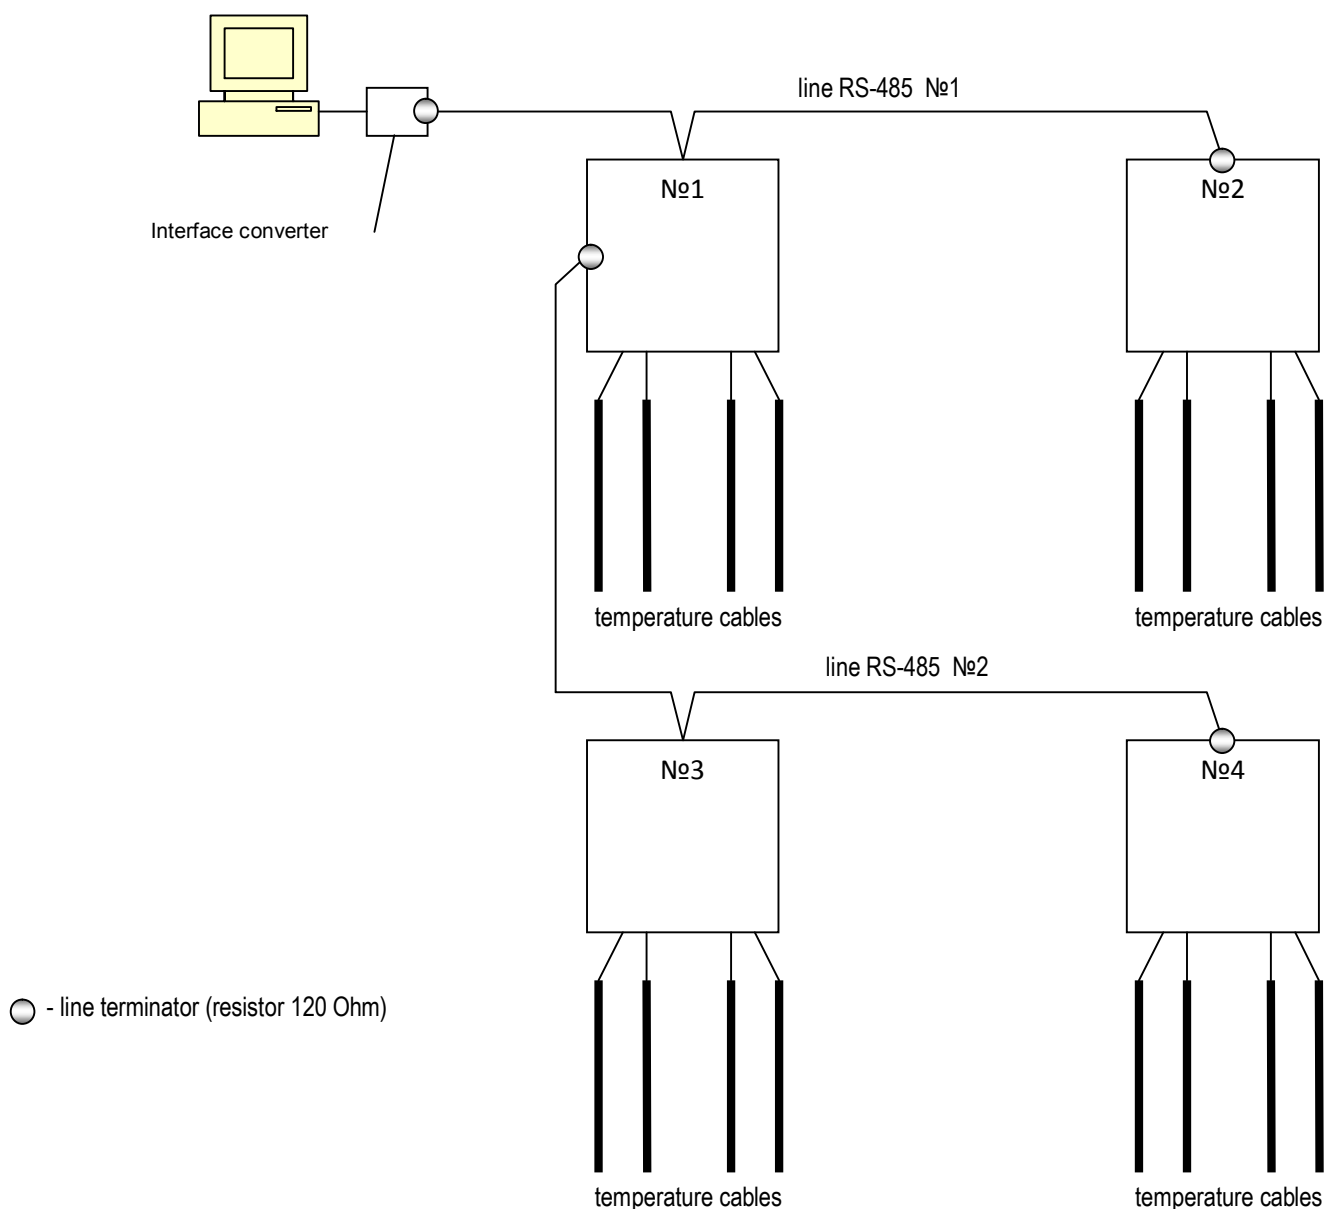 line RS-485 №1
№1
№2
Interface converter
temperature cables
temperature cables
line RS-485 №2
№3
№4
- line terminator (resistor 120 Ohm)
temperature cables
temperature cables